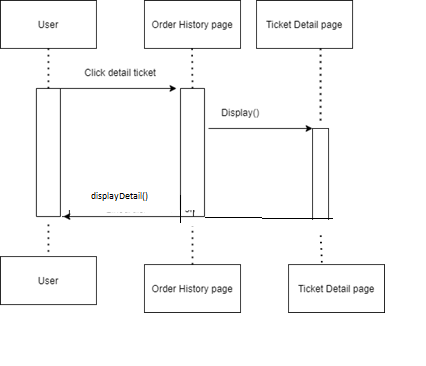 User
Order History page
Ticket Detail page
Click detail ticket
Display()
displayDetail()
User
Order History page
Ticket Detail page